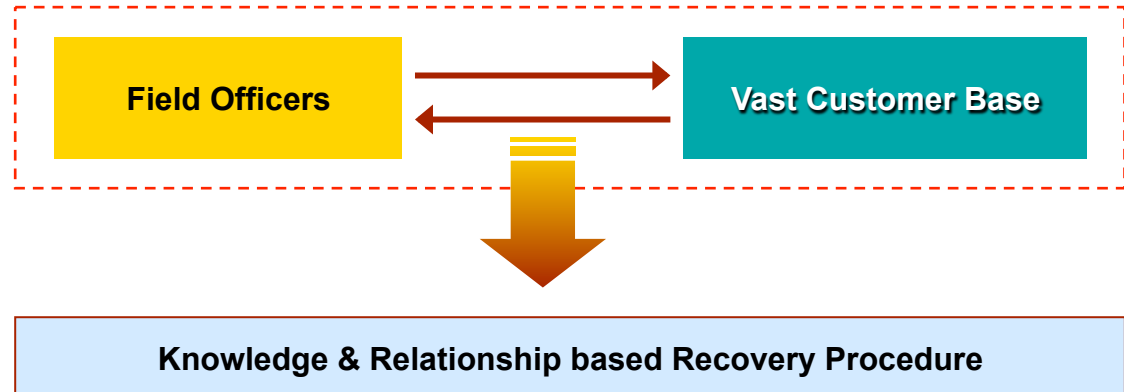 Field Officers
Vast Customer Base
Knowledge & Relationship based Recovery Procedure